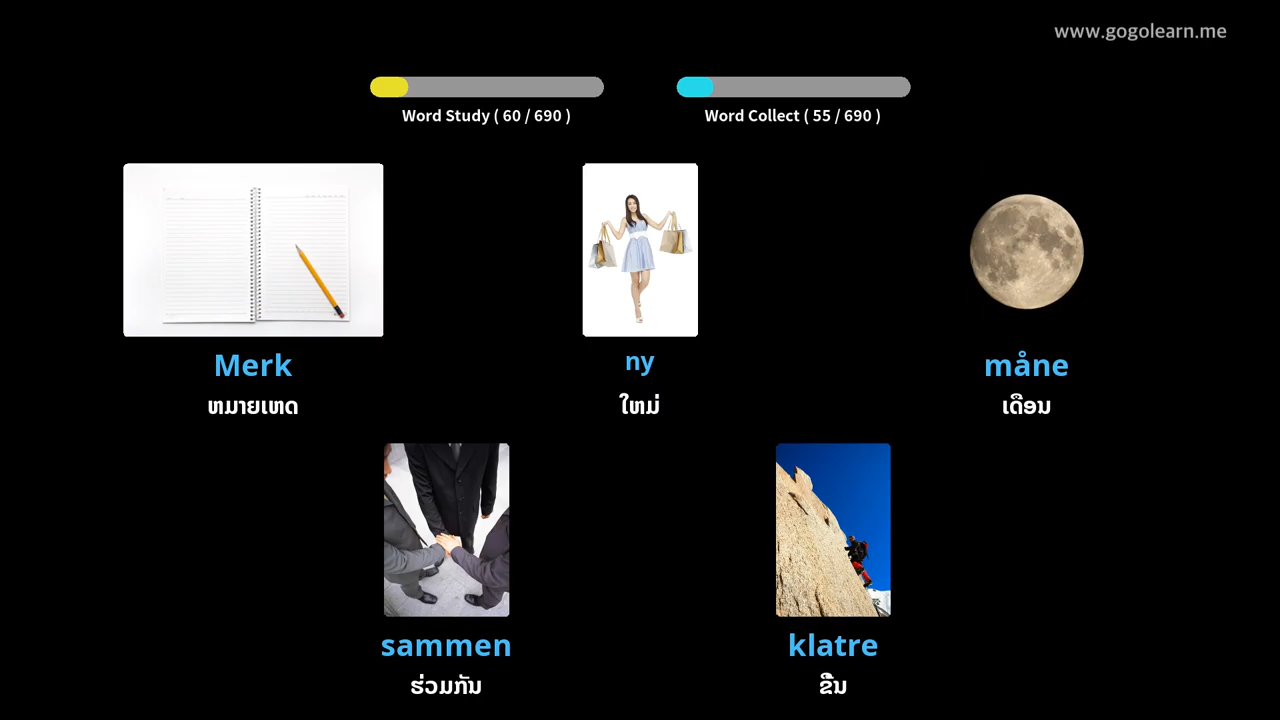 www.gogolearn.me
Word Study ( 60 / 690 )
Word Collect ( 55 / 690 )
Merk
ny
måne
ຫມາຍເຫດ
ໃຫມ່
ເດືອນ
sammen
klatre
ຮ່ວມກັນ
ຂຶ້ນ